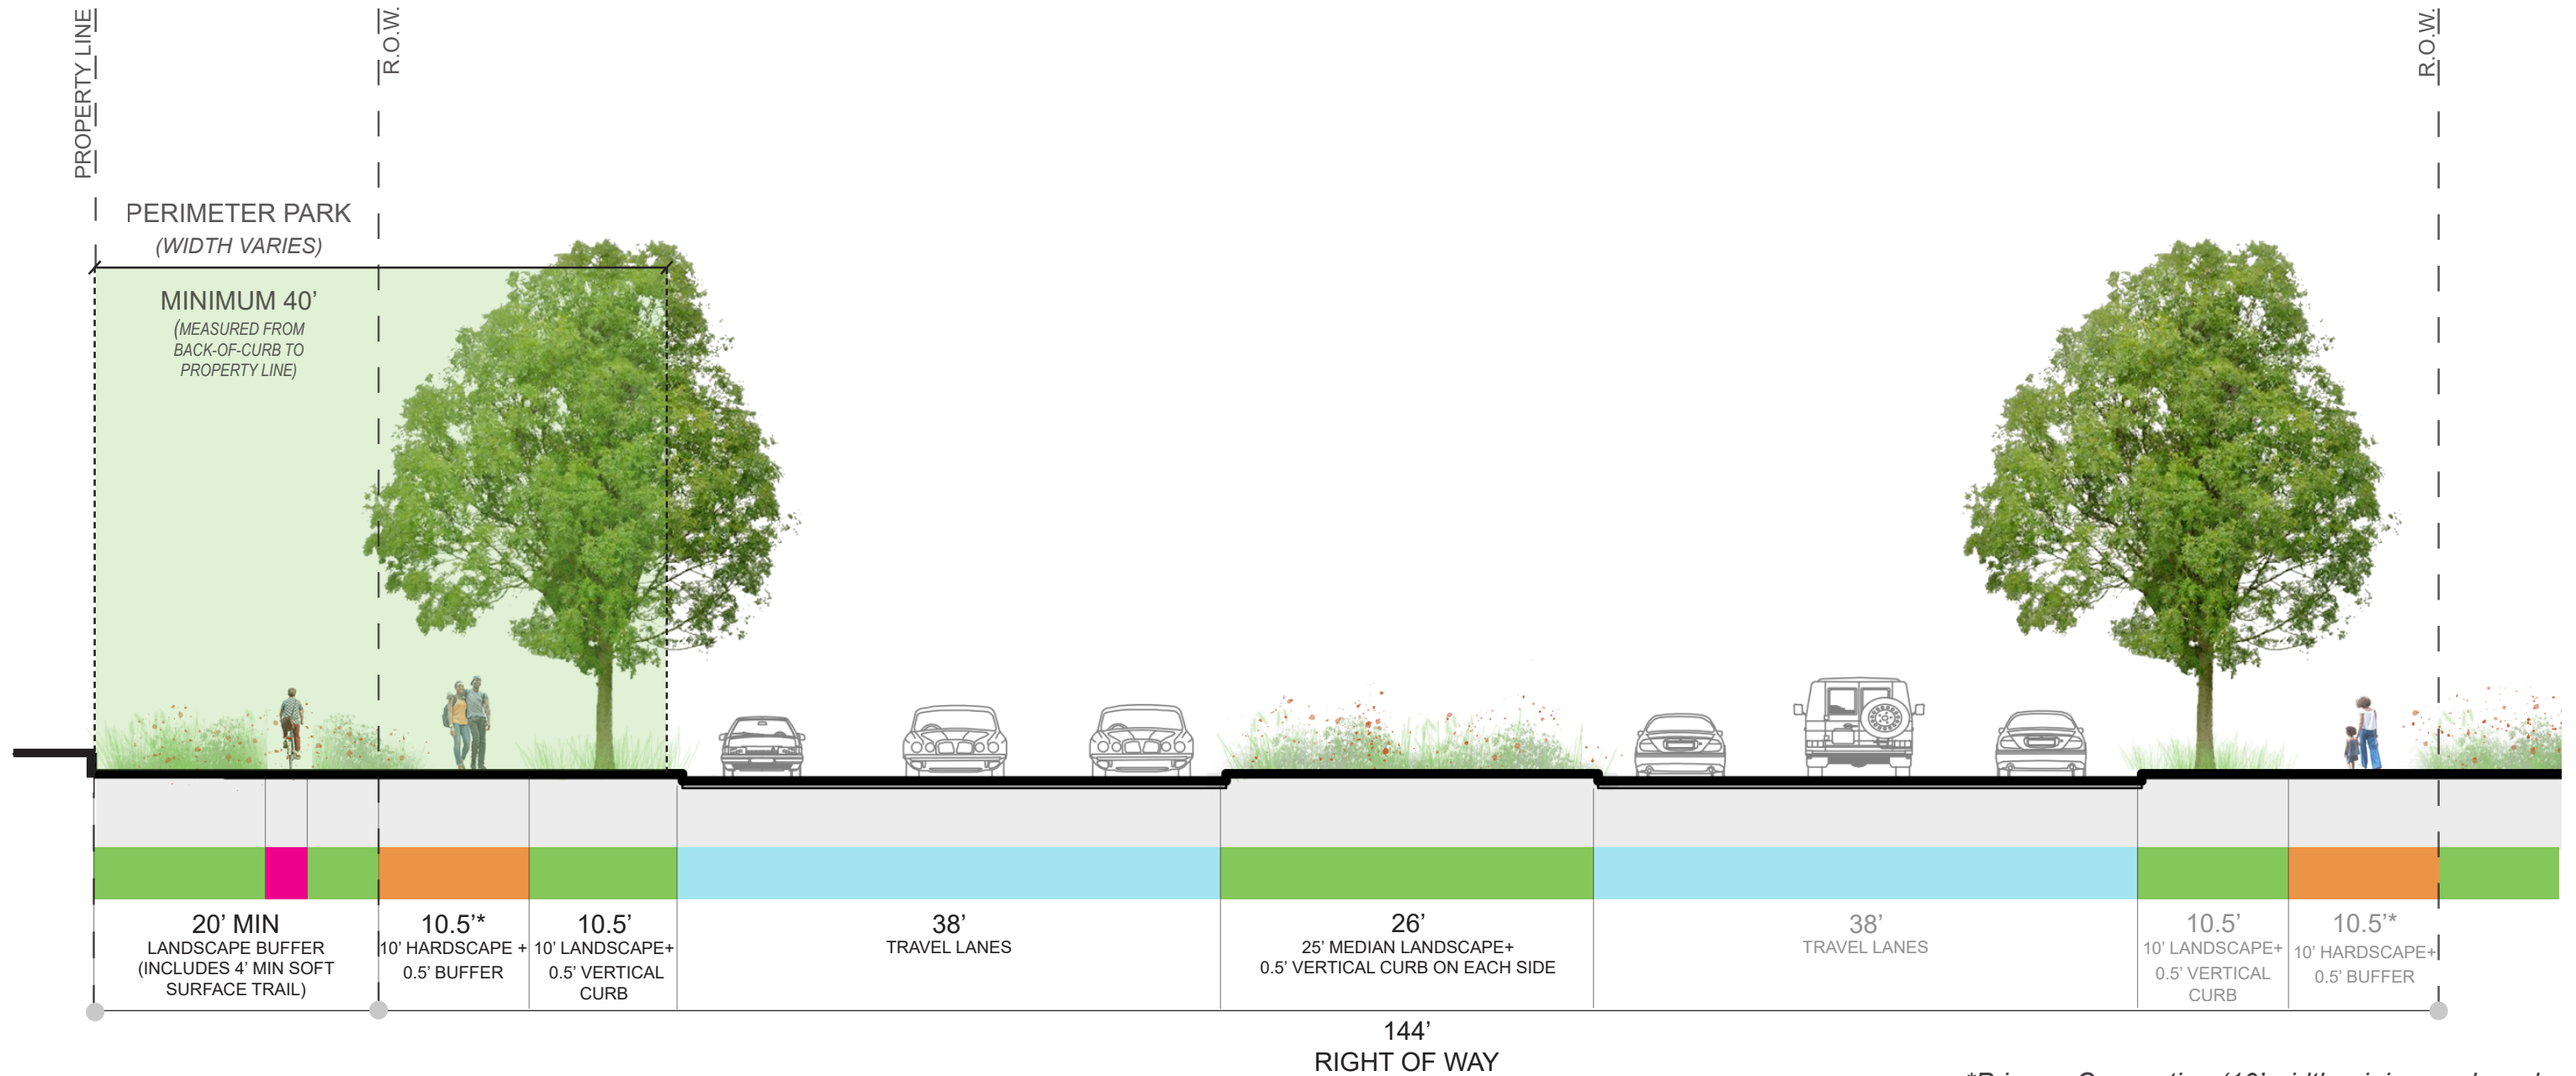 PROPERTY LINE
R.O.W.
R.O.W.
PERIMETER PARK
(WIDTH VARIES)
MINIMUM 40’
(MEASURED FROM
BACK-OF-CURB TO
PROPERTY LINE)
20’ MIN
LANDSCAPE BUFFER
(INCLUDES 4’ MIN SOFT
SURFACE TRAIL)
10.5’*
10’ HARDSCAPE +
0.5’ BUFFER
10.5’
10’ LANDSCAPE+
0.5’ VERTICAL
CURB
38’
TRAVEL LANES
26’
25’ MEDIAN LANDSCAPE+
0.5’ VERTICAL CURB ON EACH SIDE
38’
TRAVEL LANES
10.5’
10’ LANDSCAPE+
0.5’ VERTICAL
CURB
10.5’*
10’ HARDSCAPE+
0.5’ BUFFER
144’
RIGHT OF WAY